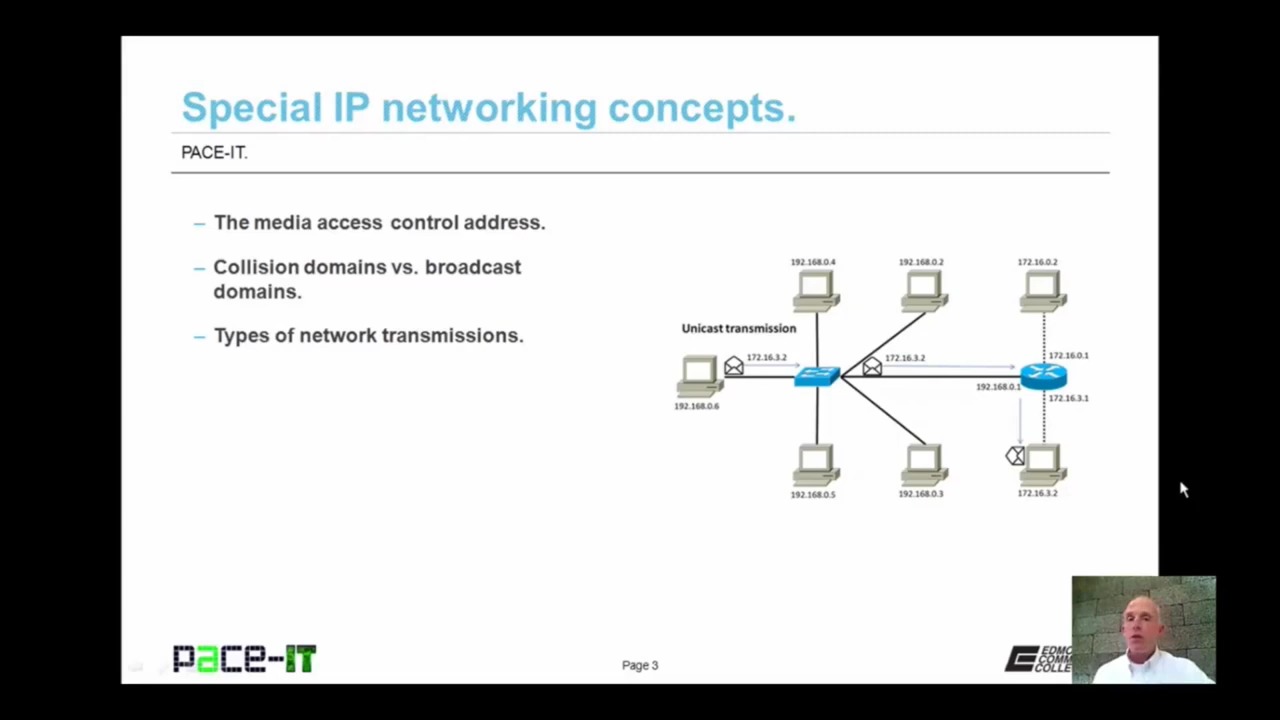 Special IP networking concepts.
PACE-IT.
– The media access control address.
– Collision domains vs. broadcast
domains.
– Types of network transmissions.
192.168.0.4
192.168.0.2
172.16.0.2
Unicast transmission
172.16.3.2
172.16.3.2
172.16.0.1
192.168.0.1
172.16.3.1
192.168.0.6
192.168.0.5
192.168.0.3
172.16.3.2
pace-IT
Page 3